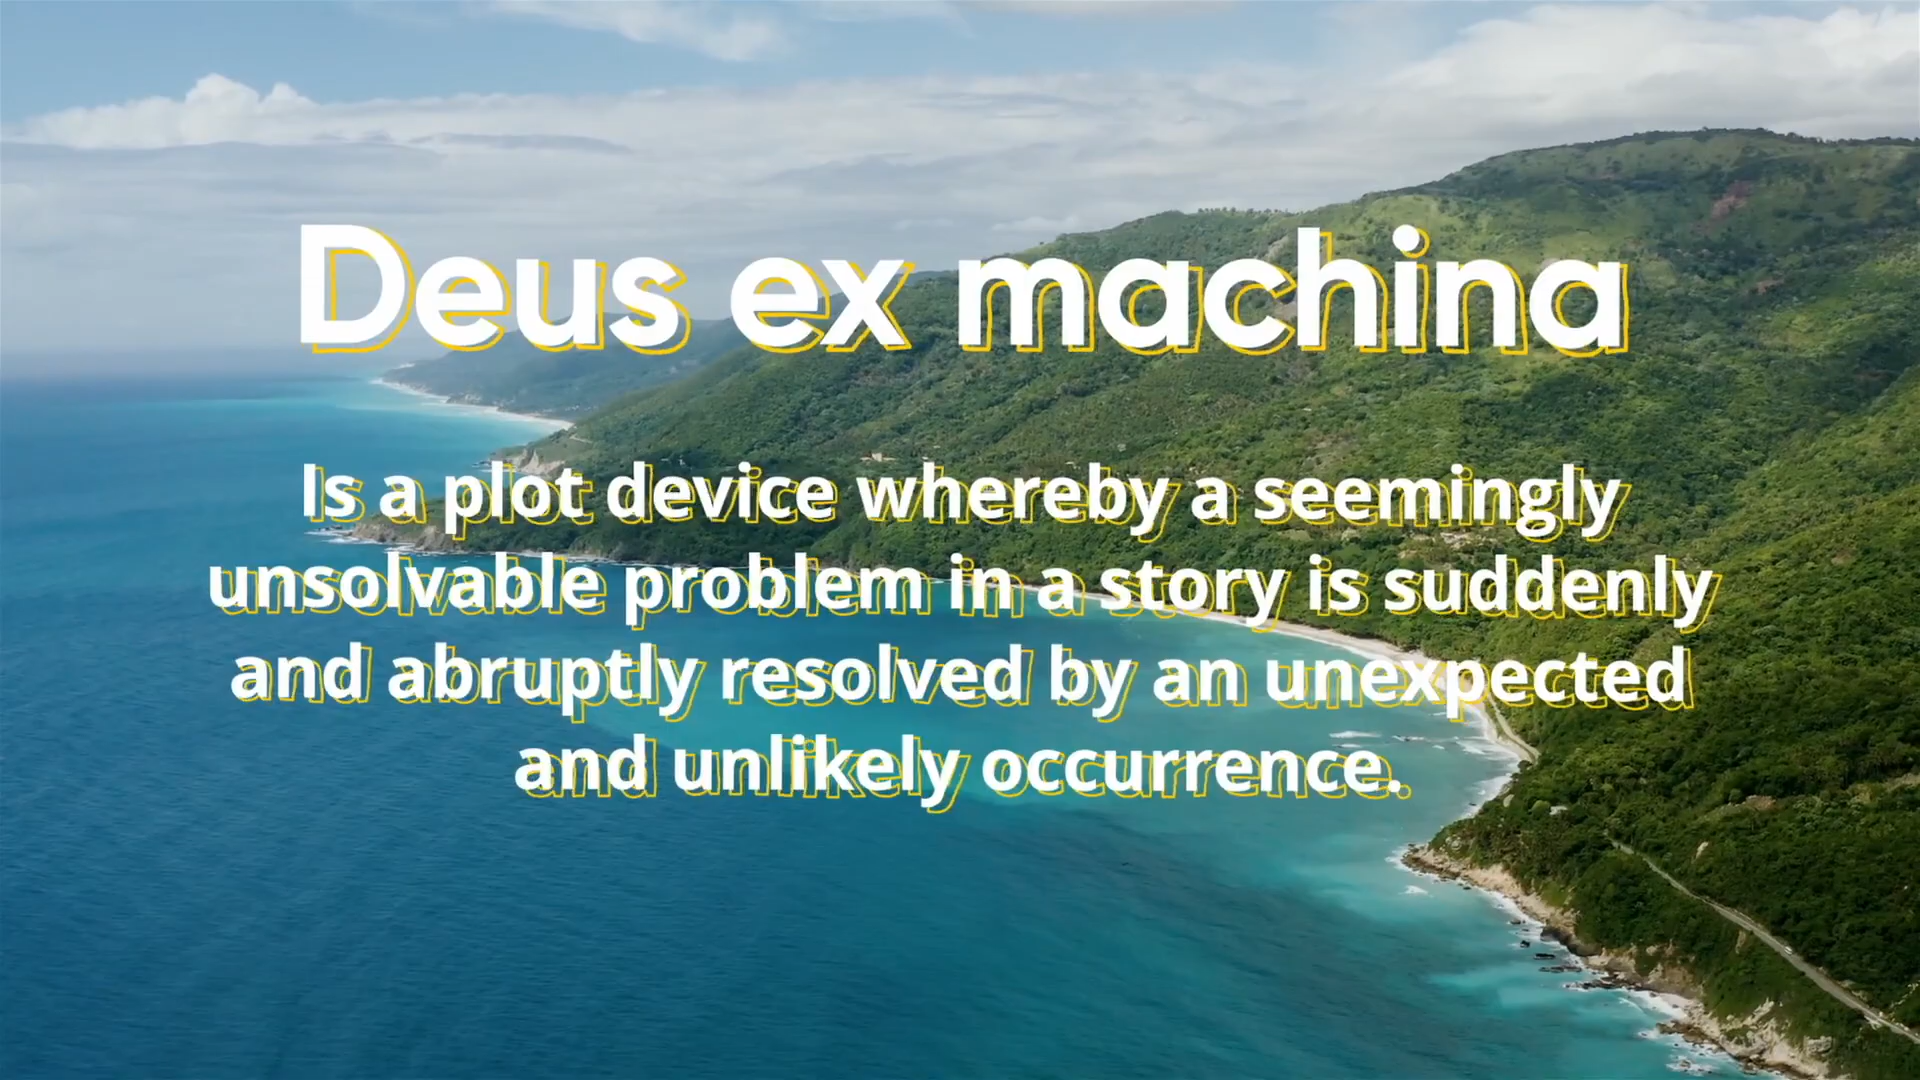 Deus ex machina
Is a plot device whereby a seemingly
unsolvable problem in a story is suddenly
and abruptly resolved by an unexpected
and unlikely occurrence.